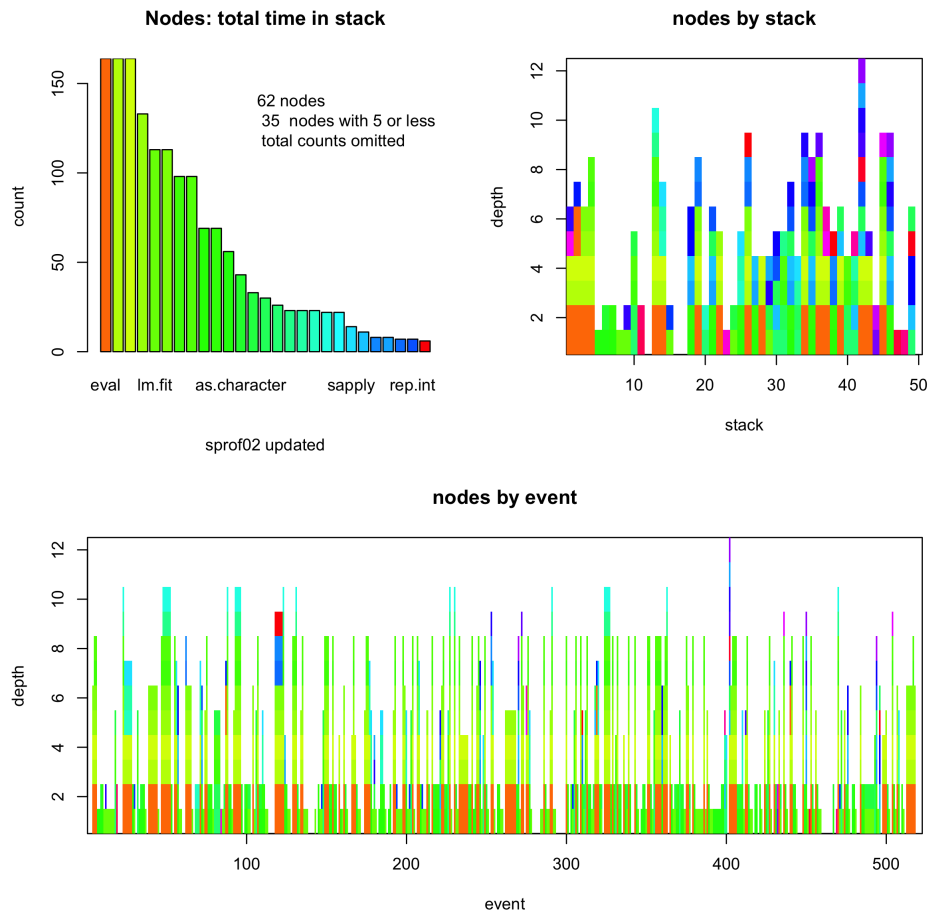 Nodes: total time in stack
count
0
50
100
150
62 nodes
35 nodes with 5 or less
total counts omitted
eval lm.fit as.character sapply rep.int
sprof02 updated
nodes by stack
depth
2
4
6
8
10
12
10 20 30 40 50
stack
nodes by event
depth
2
4
6
8
10
12
100 200 300 400 500
event